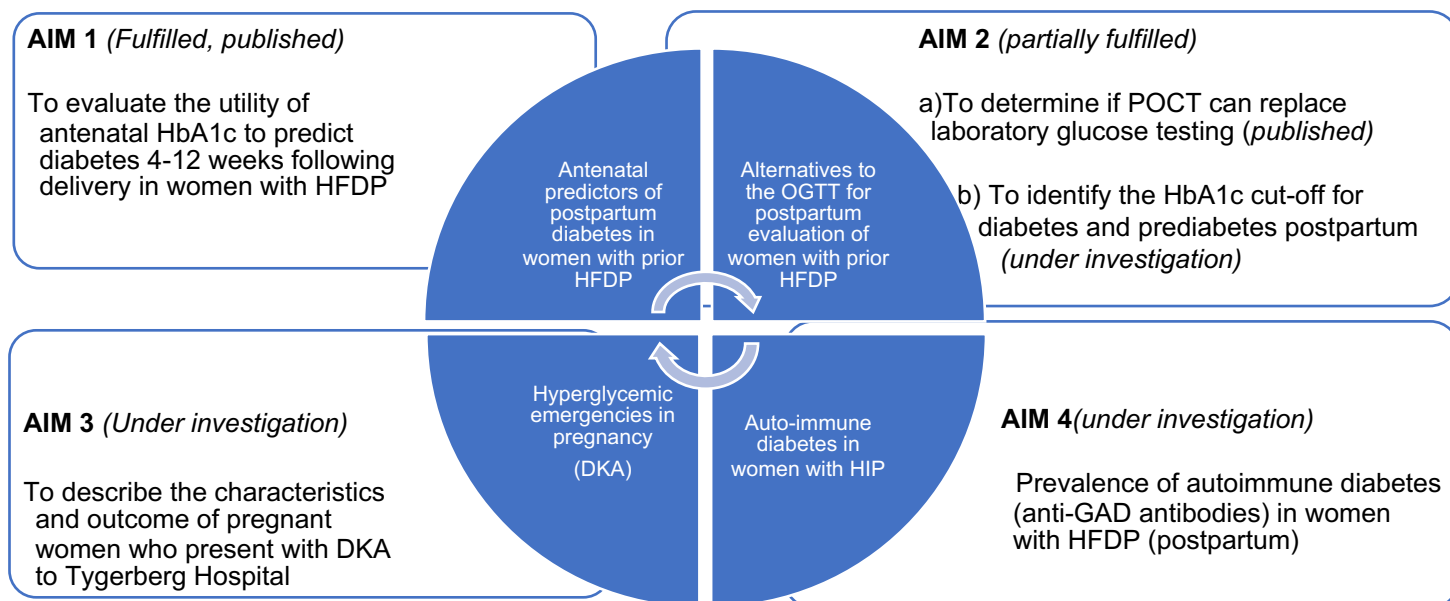 AIM 1 (Fulfilled, published)
To evaluate the utility of
antenatal HbA1c to predict
diabetes 4-12 weeks following
delivery in women with HFDP
Antenatal
predictors of
postpartum
diabetes in
women with prior
HFDP
Alternatives to
the OGTT for
postpartum
evaluation of
women with prior
HFDP
AIM 2 (partially fulfilled)
a)To determine if POCT can replace
laboratory glucose testing (published)
b) To identify the HbA1c cut-off for
diabetes and prediabetes postpartum
(under investigation)
AIM 3 (Under investigation)
To describe the characteristics
and outcome of pregnant
women who present with DKA
to Tygerberg Hospital
Hyperglycemic
emergencies in
pregnancy
(DKA)
Auto-immune
diabetes in
women with HIP
AIM 4(under investigation)
Prevalence of autoimmune diabetes
(anti-GAD antibodies) in women
with HFDP (postpartum)